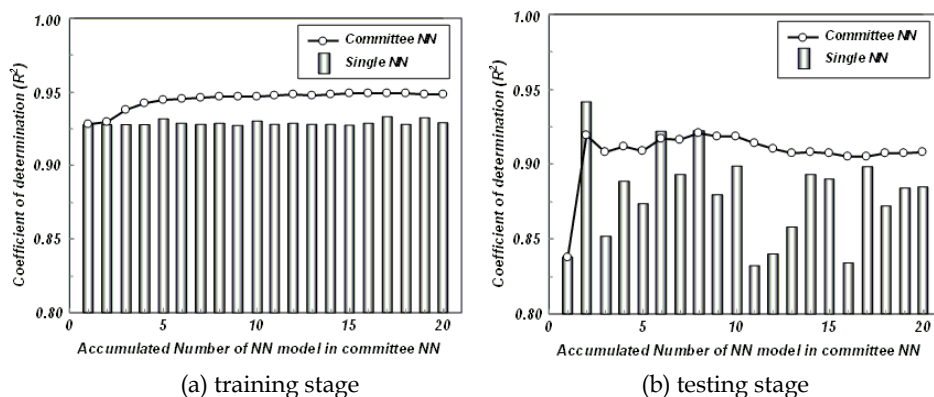 1.00
0.95
0.90
0.85
0.80
Coefficient of determination (R²)
Committee NN
Single NN
0 5 10 15 20
Accumulated Number of NN model in committee NN
(a) training stage
1.00
0.95
0.90
0.85
0.80
Coefficient of determination (R²)
Committee NN
Single NN
0 5 10 15 20
Accumulated Number of NN model in committee NN
(b) testing stage